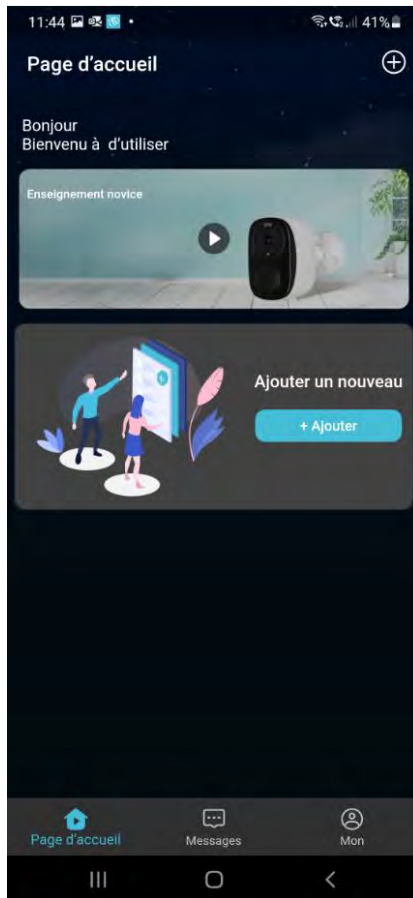 11:44 41%
Page d'accueil
Bonjour
Bienvenu à d'utiliser
Enseignement novice
Ajouter un nouveau
+ Ajouter
Page d'accueil Messages Mon